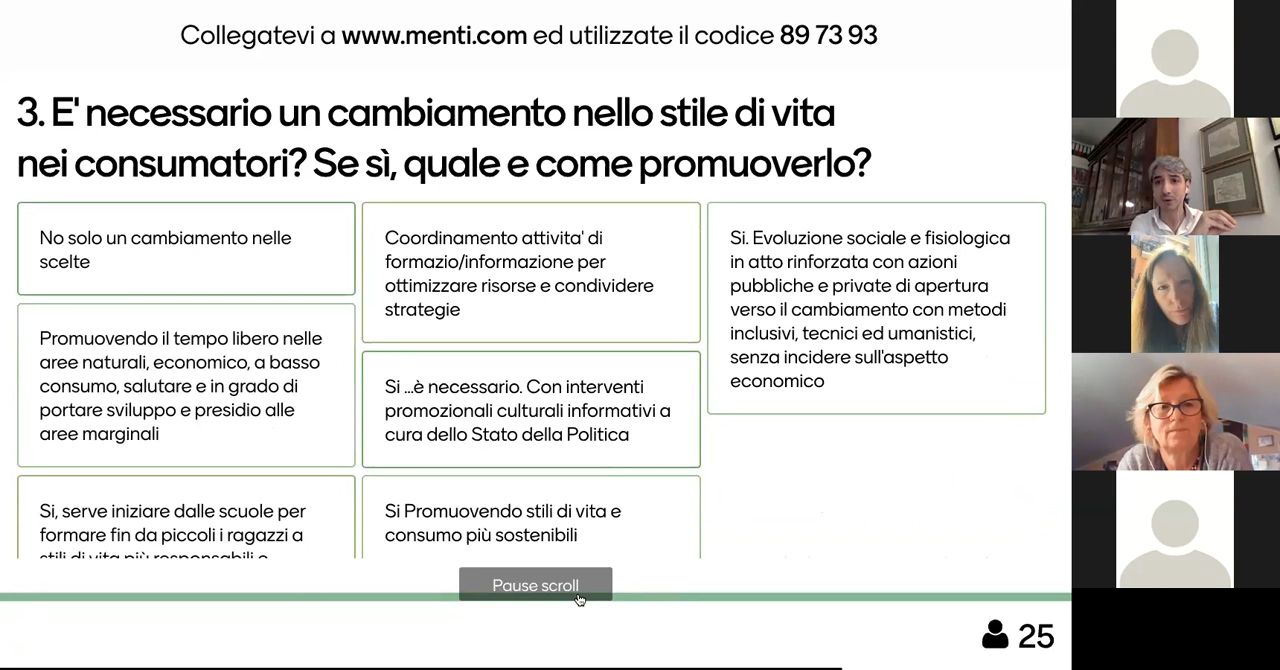 Collegatevi a www.menti.com ed utilizzate il codice 89 73 93
3. E' necessario un cambiamento nello stile di vita
nei consumatori? Se sì, quale e come promuoverlo?
No solo un cambiamento nelle
scelte
Promuovendo il tempo libero nelle
aree naturali, economico, a basso
consumo, salutare e in grado di
portare sviluppo e presidio alle
aree marginali
Si, serve iniziare dalle scuole per
formare fin da piccoli i ragazzi a
stili di vita più responsabili e
Coordinamento attivita' di
formazio/informazione per
ottimizzare risorse e condividere
strategie
Si ...è necessario. Con interventi
promozionali culturali informativi a
cura dello Stato della Politica
Si Promuovendo stili di vita e
consumo più sostenibili
Si. Evoluzione sociale e fisiologica
in atto rinforzata con azioni
pubbliche e private di apertura
verso il cambiamento con metodi
inclusivi, tecnici ed umanistici,
senza incidere sull'aspetto
economico
Pause scroll
25